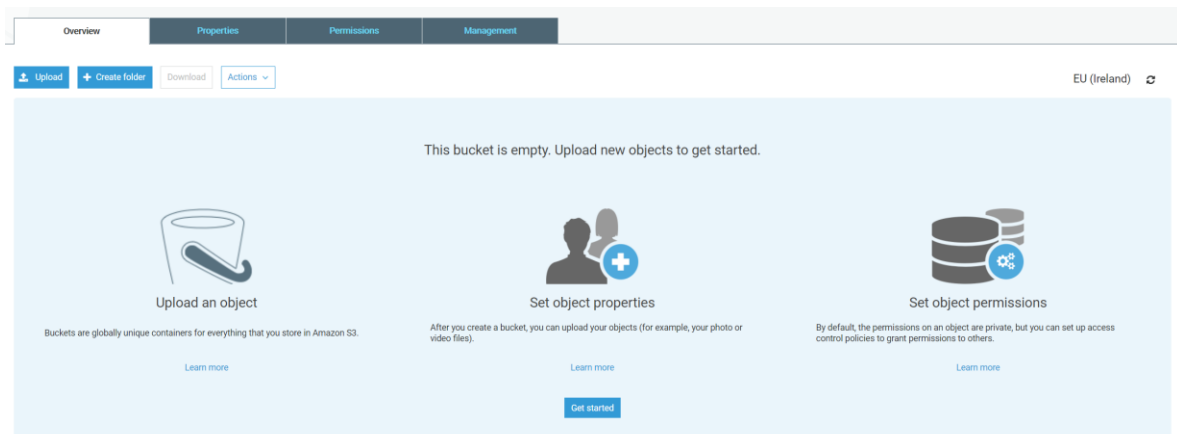 Overview
Properties
Permissions
Management
Upload
Create folder
Download
Actions
EU (Ireland)
This bucket is empty. Upload new objects to get started.
Upload an object
Buckets are globally unique containers for everything that you store in Amazon S3.
Learn more
Set object properties
After you create a bucket, you can upload your objects (for example, your photo or
video files).
Learn more
Set object permissions
By default, the permissions on an object are private, but you can set up access
control policies to grant permissions to others.
Learn more
Get started